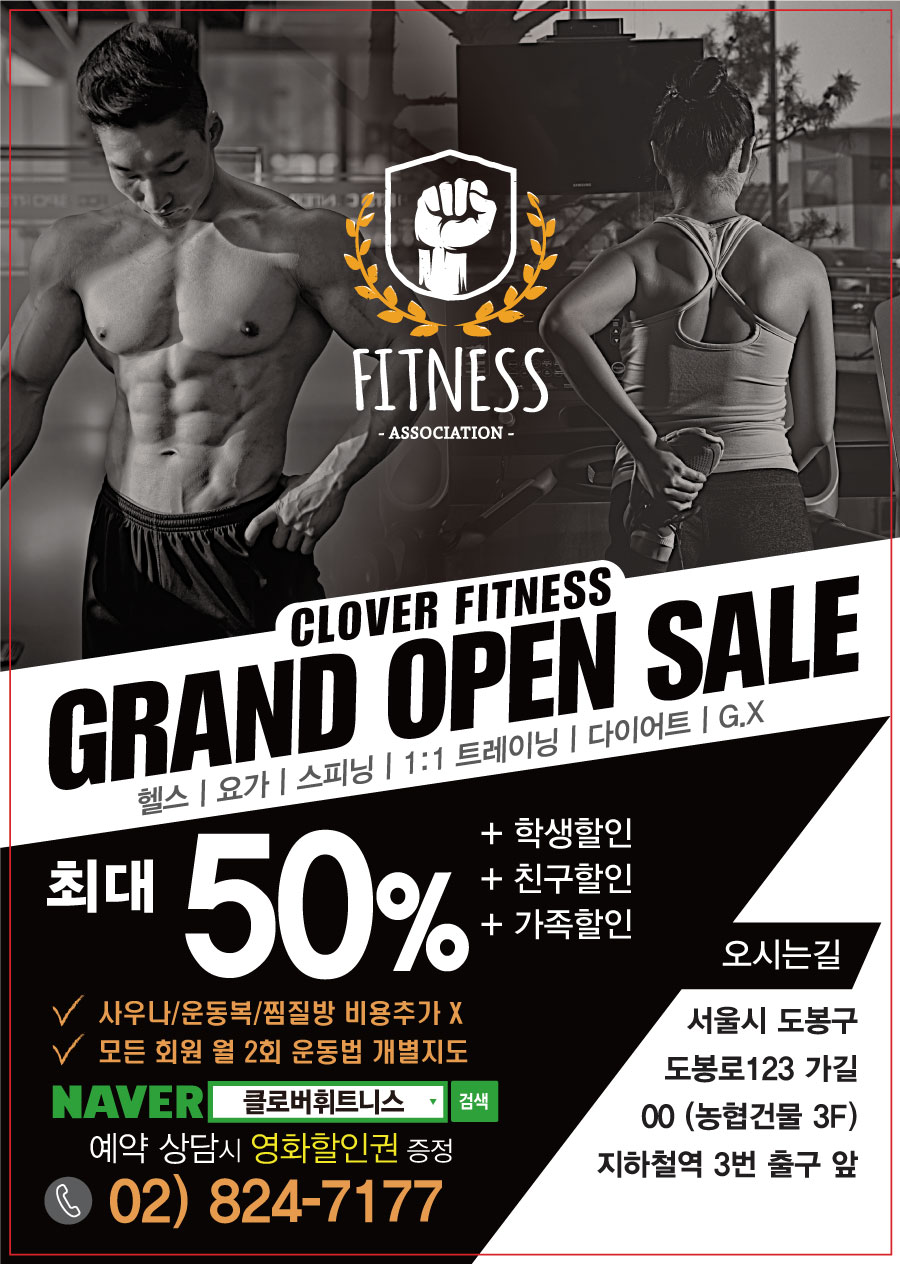 SAMSUNG
FITNESS
- ASSOCIATION -
CLOVER FITNESS
GRAND OPEN SALE
헬스 | 요가 | 스피닝 | 1:1 트레이닝 | 다이어트 | G.X
최대 50%
+ 학생할인
+ 친구할인
+ 가족할인
사우나/운동복/찜질방 비용추가 X
모든 회원 월 2회 운동법 개별지도
NAVER 클로버휘트니스 검색
예약 상담시 영화할인권 증정
02) 824-7177
오시는길
서울시 도봉구
도봉로123 가길
00 (농협건물 3F)
지하철역 3번 출구 앞